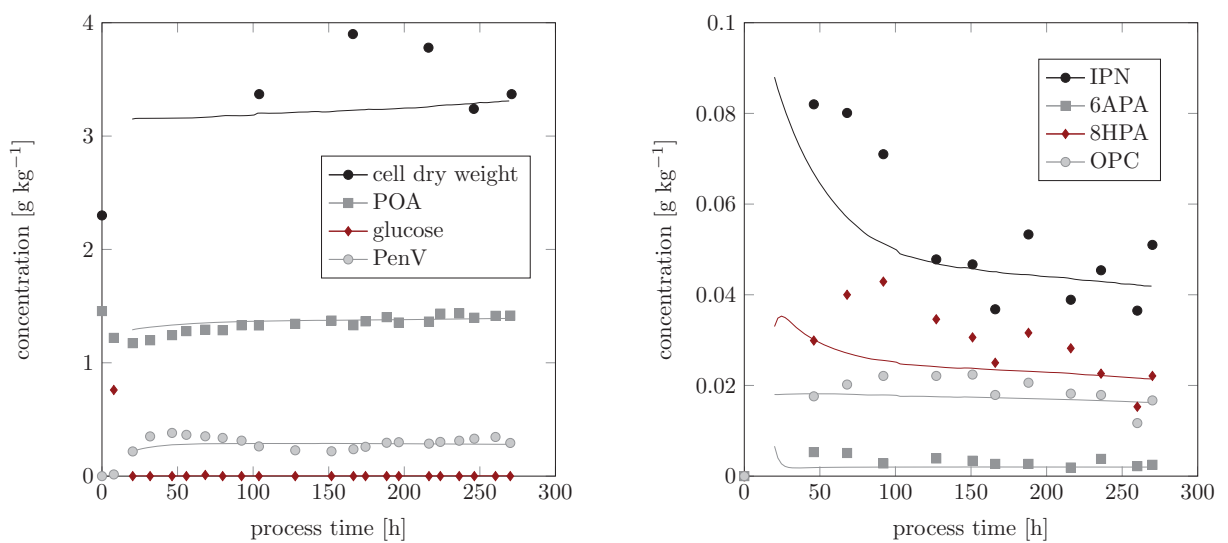 4
3
2
1
0
0
50
100
150
200
250
300
process time [h]
concentration [g kg⁻¹]
cell dry weight
POA
glucose
PenV
0.1
0.08
0.06
0.04
0.02
0
0
50
100
150
200
250
300
process time [h]
concentration [g kg⁻¹]
IPN
6APA
8HPA
OPC